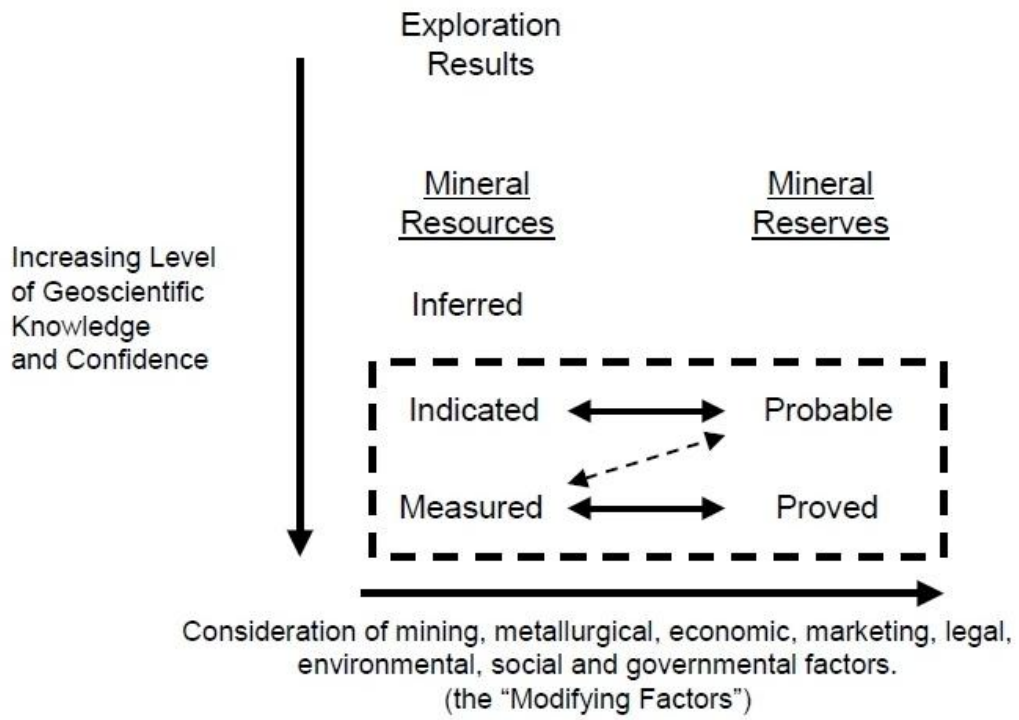 Exploration
Results
Mineral
Resources
Mineral
Reserves
Increasing Level
of Geoscientific
Knowledge
and Confidence
Inferred
Indicated
Probable
Measured
Proved
Consideration of mining, metallurgical, economic, marketing, legal,
environmental, social and governmental factors.
(the “Modifying Factors”)